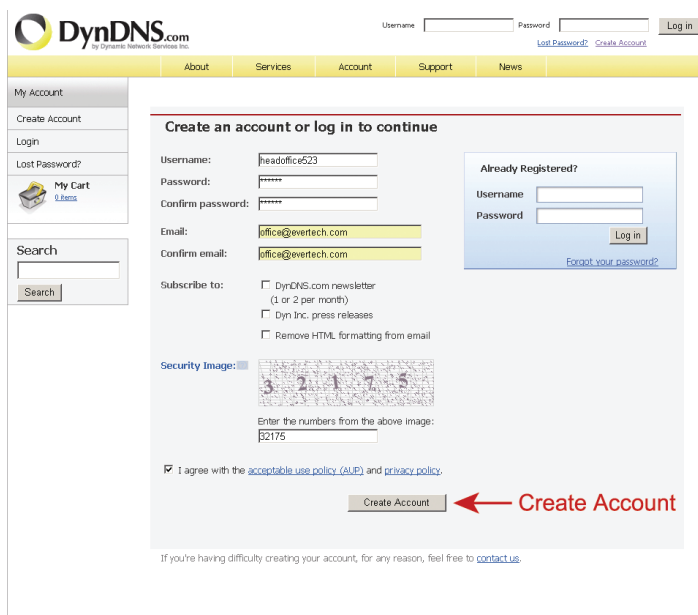 DynDNS.com
by Dynamic Network Services Inc.
Username
Password
Log in
Lost Password? Create Account
About Services Account Support News
My Account
Create Account
Login
Lost Password?
My Cart
0 items
Search
Search
Create an account or log in to continue
Username: headoffice523
Password: ******
Confirm password: ******
Email: office@evertech.com
Confirm email: office@evertech.com
Subscribe to: DynDNS.com newsletter
(1 or 2 per month)
Dyn Inc. press releases
Remove HTML formatting from email
Security Image:
3 2 1 7 5
Enter the numbers from the above image:
32175
I agree with the acceptable use policy (AUP) and privacy policy.
Create Account
Create Account
Already Registered?
Username
Password
Log in
Forgot your password?
If you're having difficulty creating your account, for any reason, feel free to contact us.